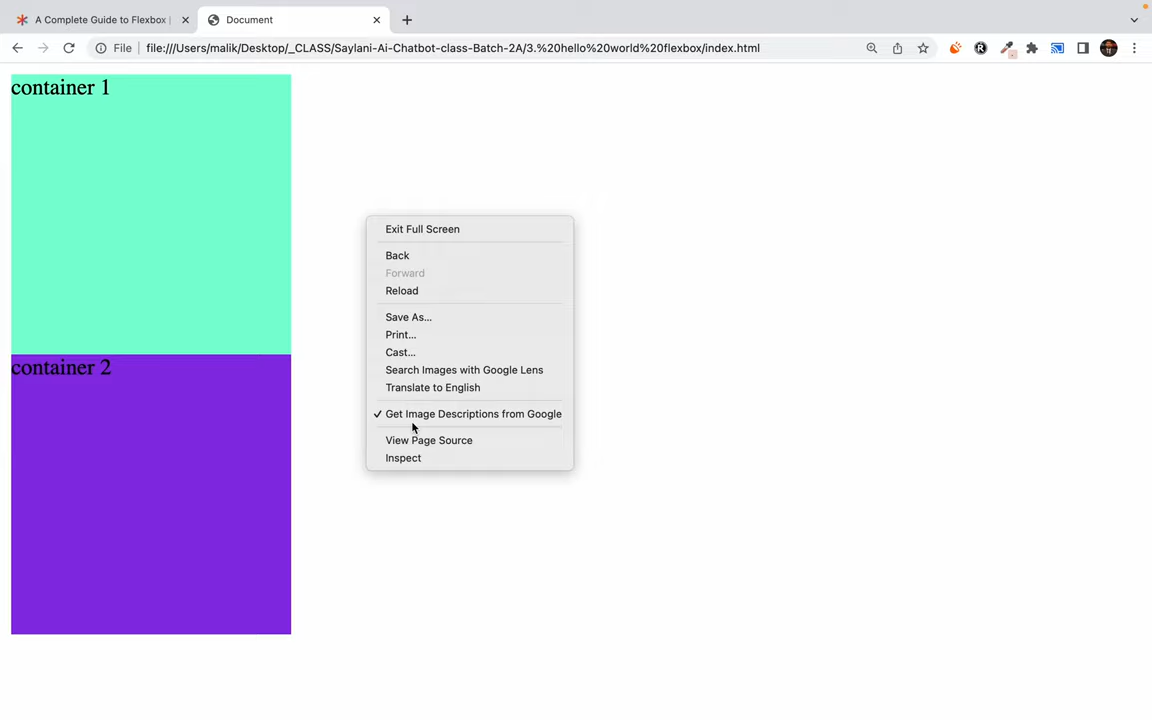 A Complete Guide to Flexbox |
Document
File
file:///Users/malik/Desktop/_CLASS/Saylani-Ai-Chatbot-class-Batch-2A/3.%20hello%20world%20flexbox/index.html
container 1
Exit Full Screen
Back
Forward
Reload
Save As...
Print...
Cast...
Search Images with Google Lens
Translate to English
Get Image Descriptions from Google
View Page Source
Inspect
container 2